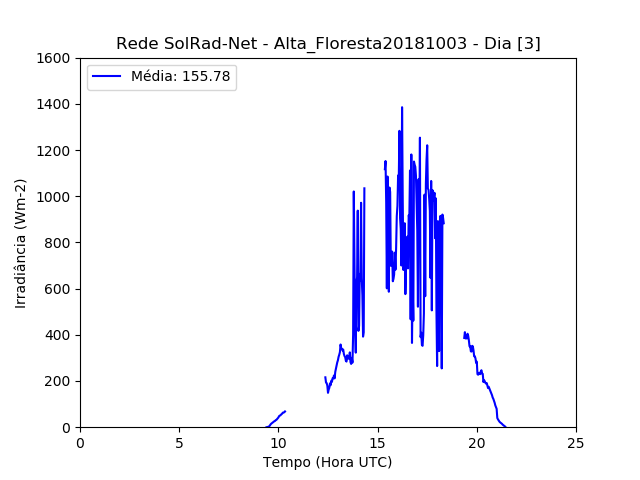 Rede SolRad-Net - Alta_Floresta20181003 - Dia [3]
Média: 155.78
Irradiância (Wm-2)
1600
1400
1200
1000
800
600
400
200
0
0 5 10 15 20 25
Tempo (Hora UTC)